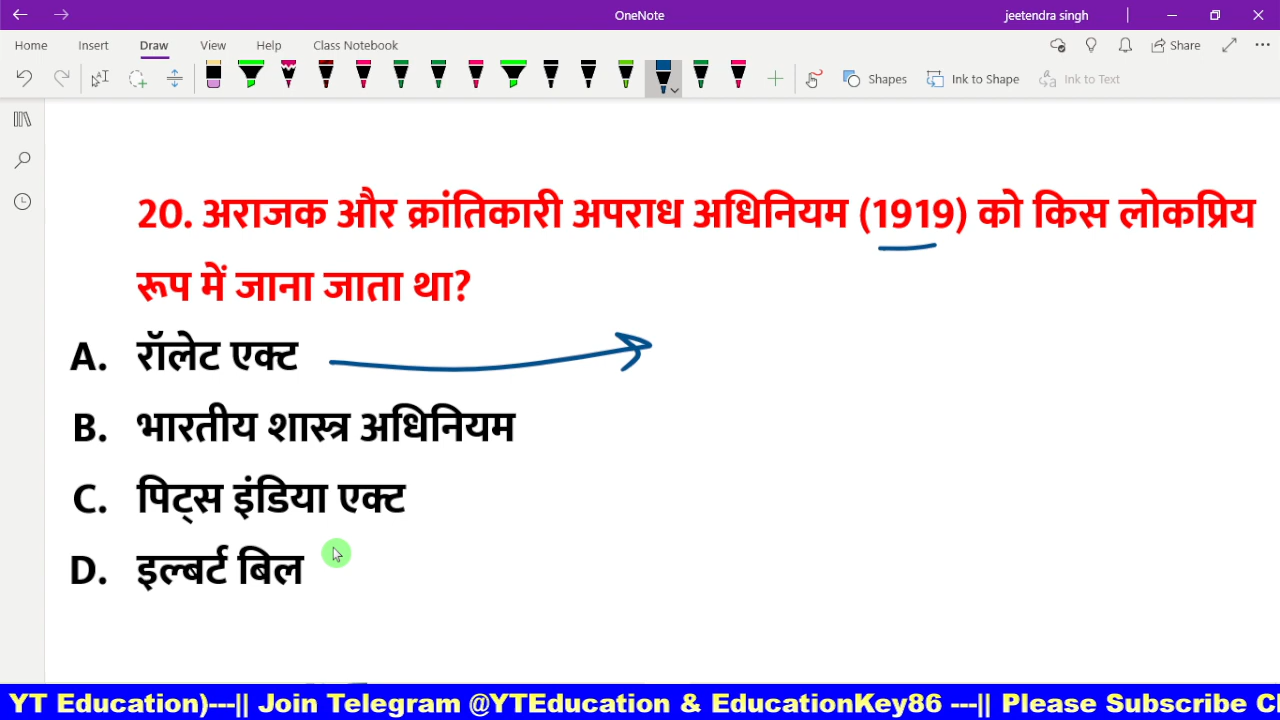 OneNote
jeetendra singh
Home Insert Draw View Help Class Notebook
Share
Shapes Ink to Shape Ink to Text
20. अराजक और क्रांतिकारी अपराध अधिनियम (1919) को किस लोकप्रिय
रूप में जाना जाता था?
A. रॉलेट एक्ट
B. भारतीय शास्त्र अधिनियम
C. पिट्स इंडिया एक्ट
D. इल्बर्ट बिल
YT Education)---|| Join Telegram @YTEducation & EducationKey86 ---|| Please Subscribe